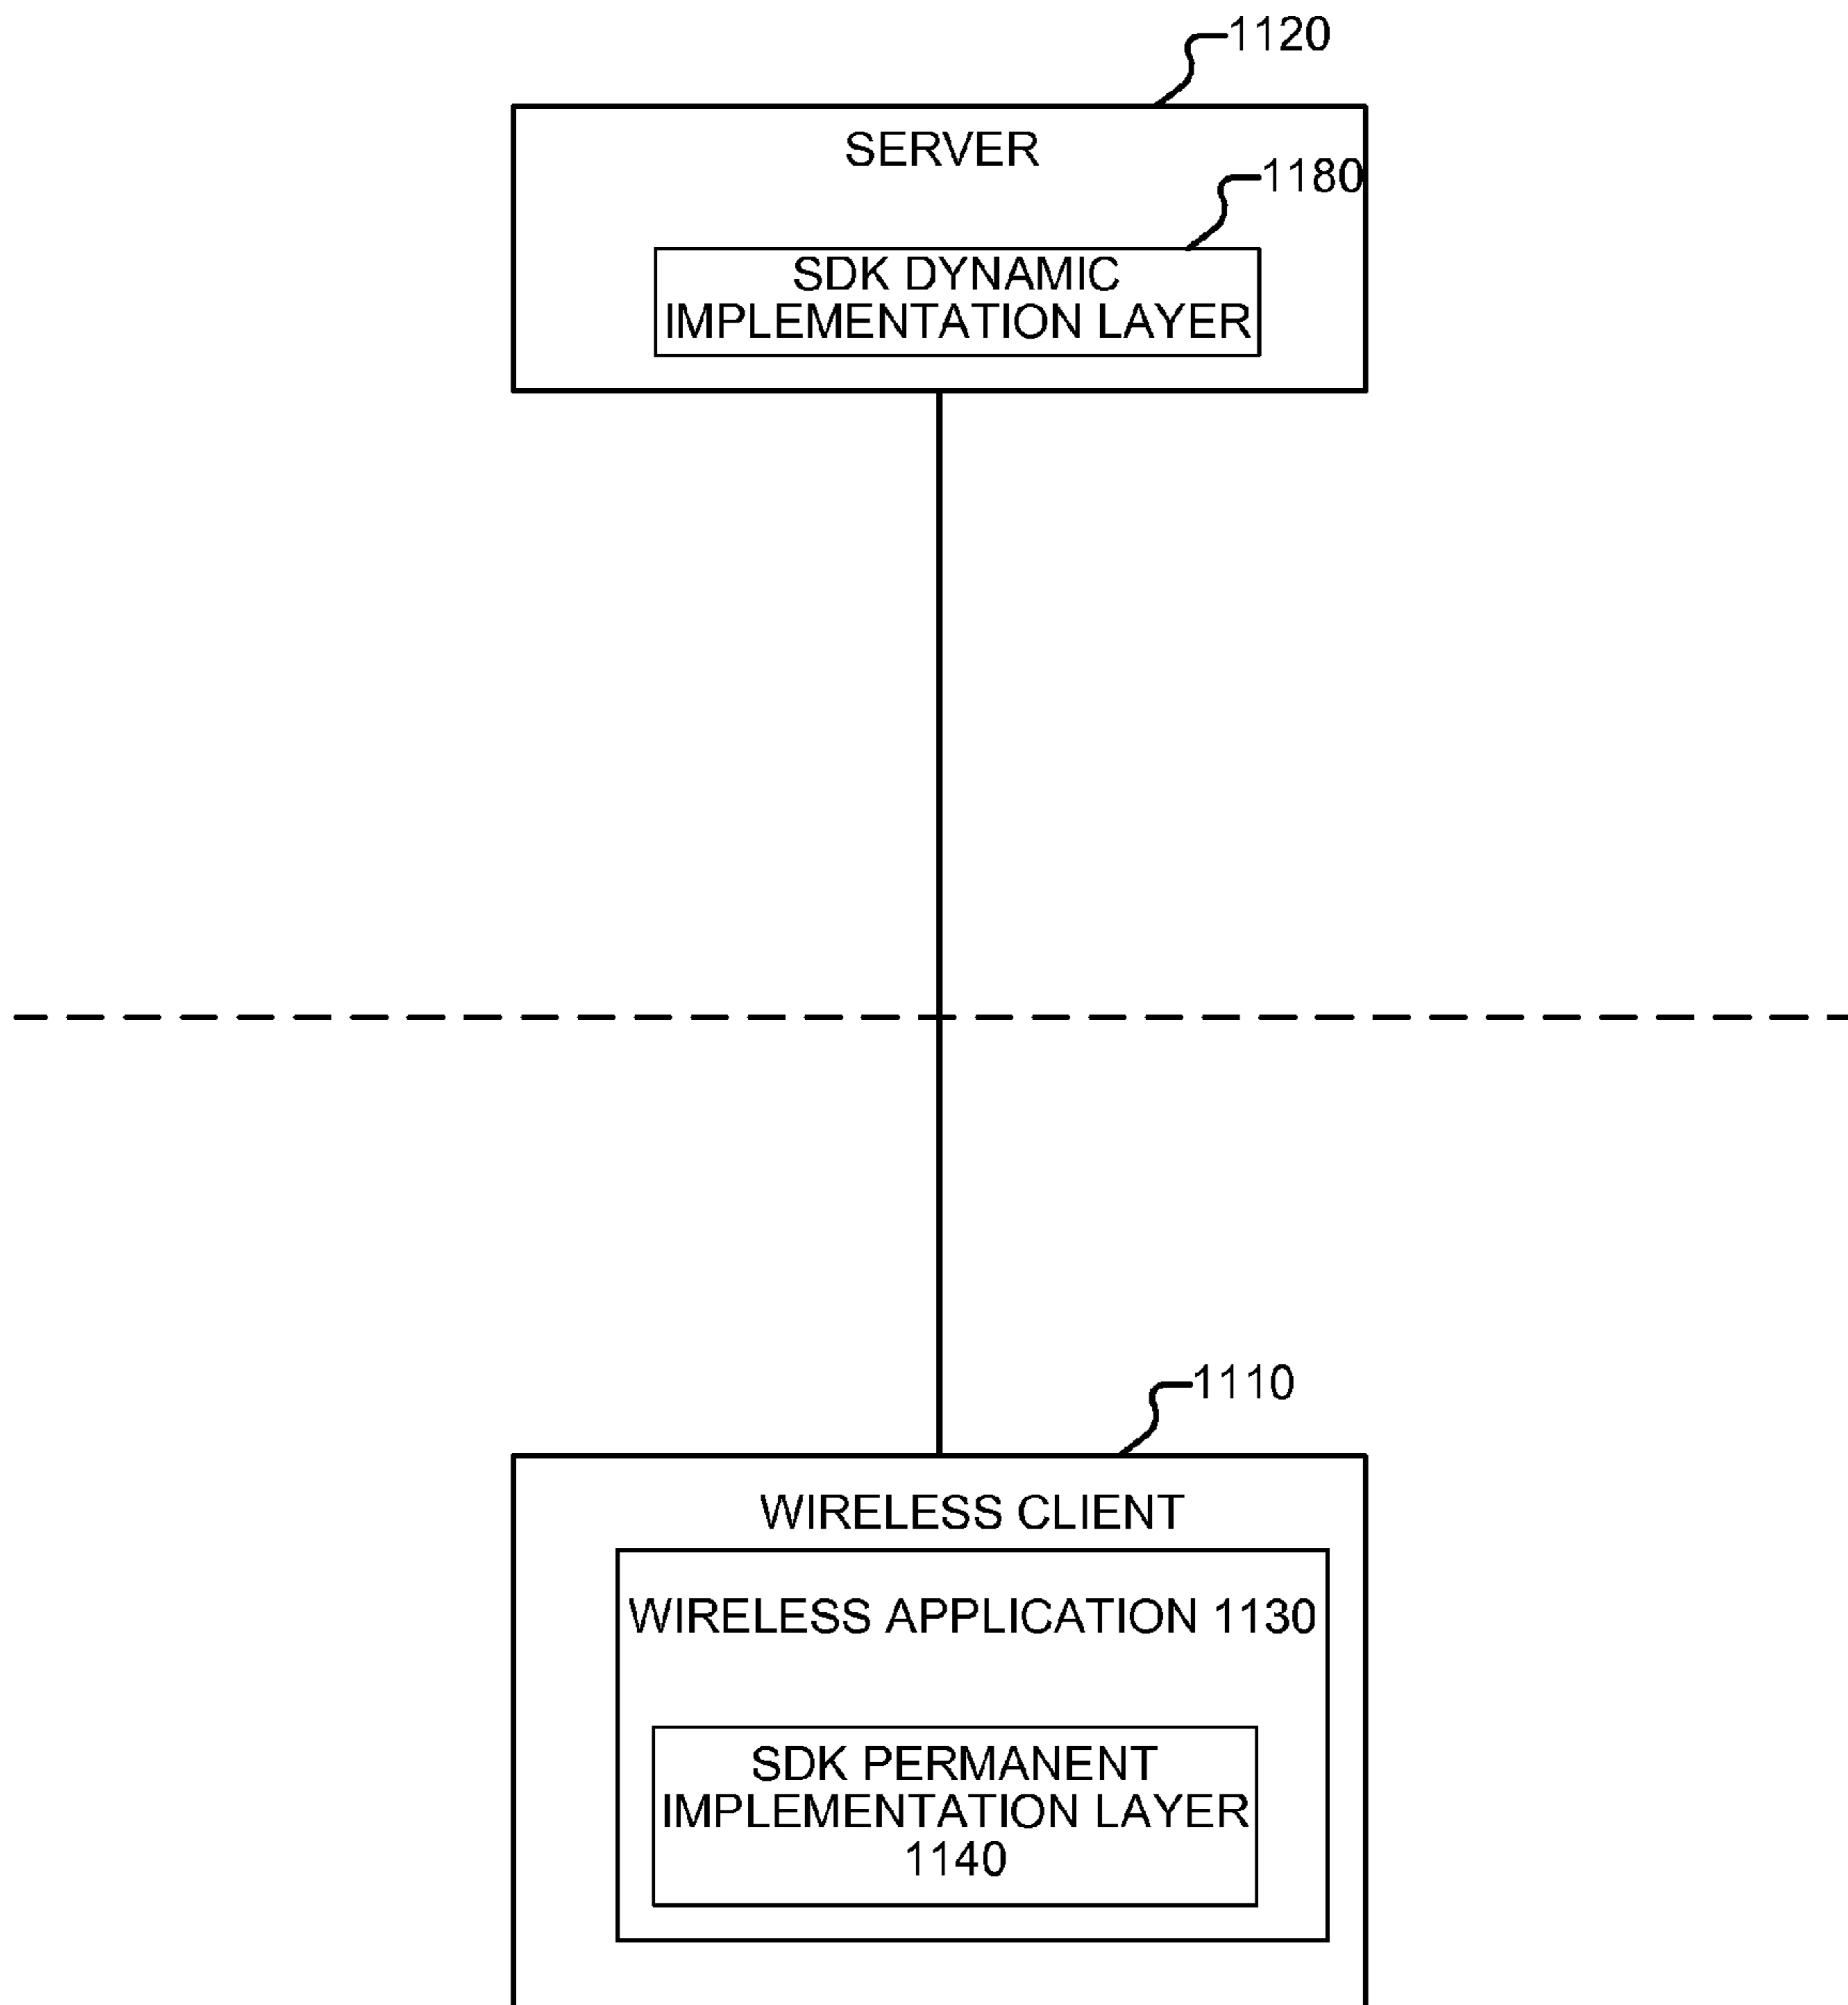 1120
SERVER
1180
SDK DYNAMIC
IMPLEMENTATION LAYER
1110
WIRELESS CLIENT
WIRELESS APPLICATION 1130
SDK PERMANENT
IMPLEMENTATION LAYER
1140